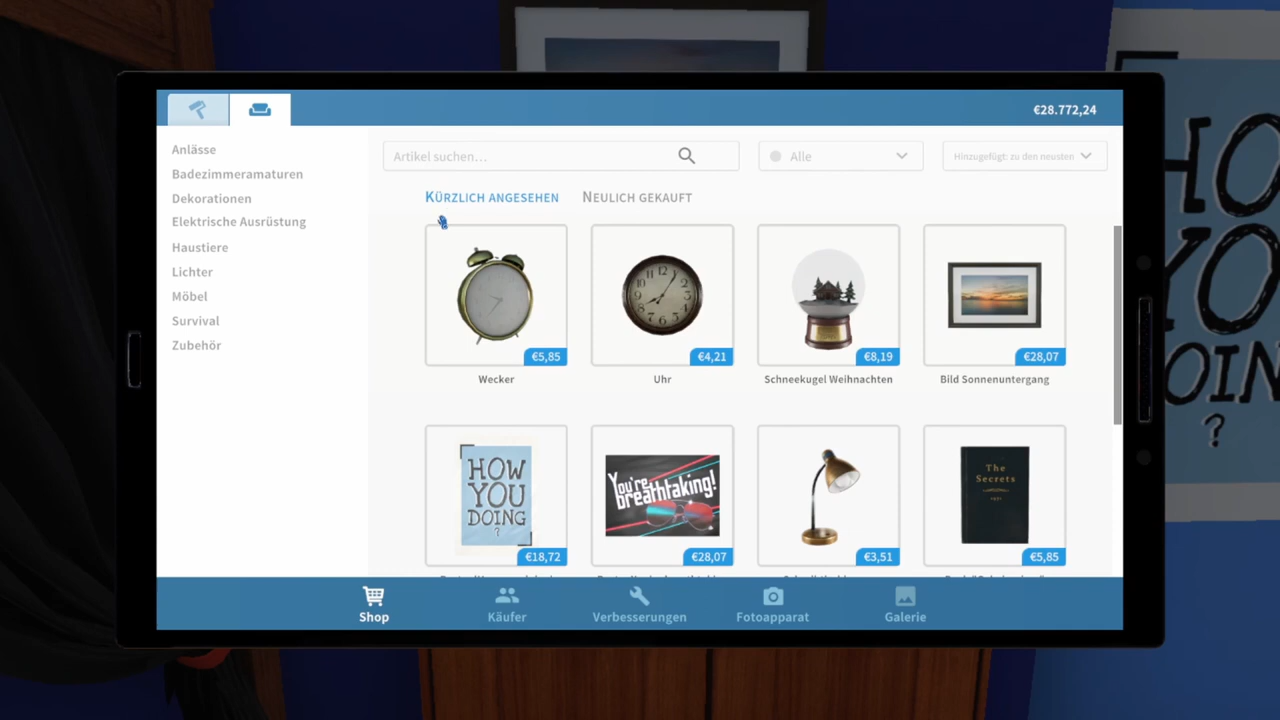 €28.772,24
Anlässe
Badezimmeramaturen
Dekorationen
Elektrische Ausrüstung
Haustiere
Lichter
Möbel
Survival
Zubehör
Artikel suchen...
Alle
Hinzugefügt: zu den neusten
KÜRZLICH ANGESEHEN NEULICH GEKAUFT
€5,85 €4,21 €8,19 €28,07
Wecker Uhr Schneekugel Weihnachten Bild Sonnenuntergang
HOW
YOU
DOING
?
€18,72
You're
breathtaking!
€28,07
€3,51
The
Secrets
€5,85
Shop Käufer Verbesserungen Fotoapparat Galerie
HO
YO
OIN
?